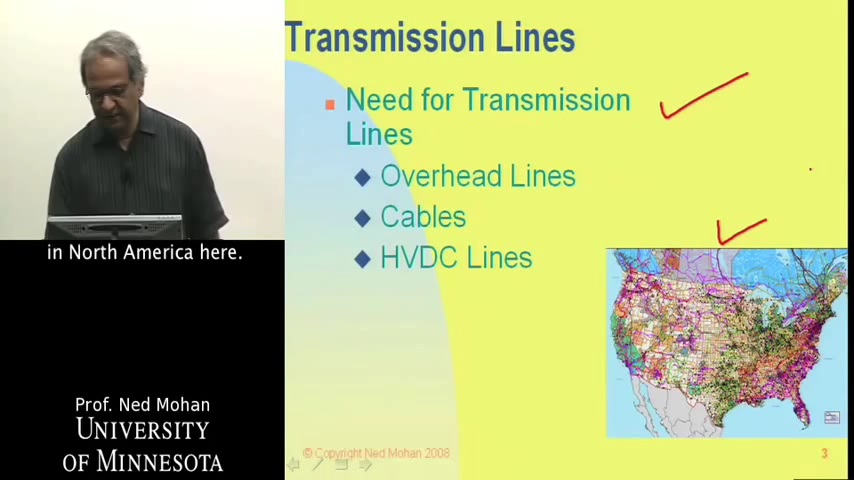 Transmission Lines
Need for Transmission
Lines
Overhead Lines
Cables
HVDC Lines
in North America here.
Prof. Ned Mohan
UNIVERSITY
OF MINNESOTA
© Copyright Ned Mohan 2008
3